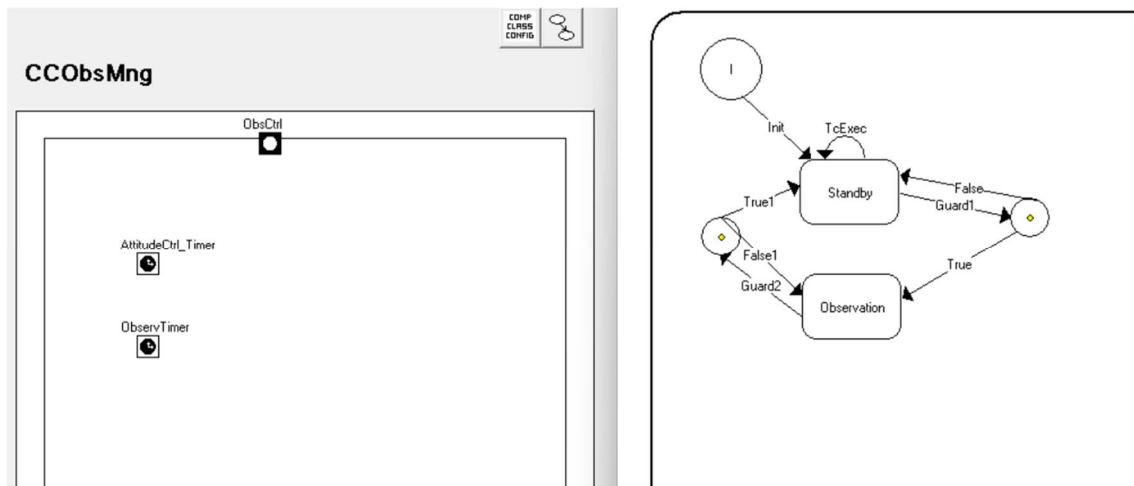 COMP
CLASS
CONFIG
CCObsMng
ObsCtrl
AttitudeCtrl_Timer
ObservTimer
I
Init
TcExec
Standby
False
Guard1
True1
False1
Guard2
True
Observation